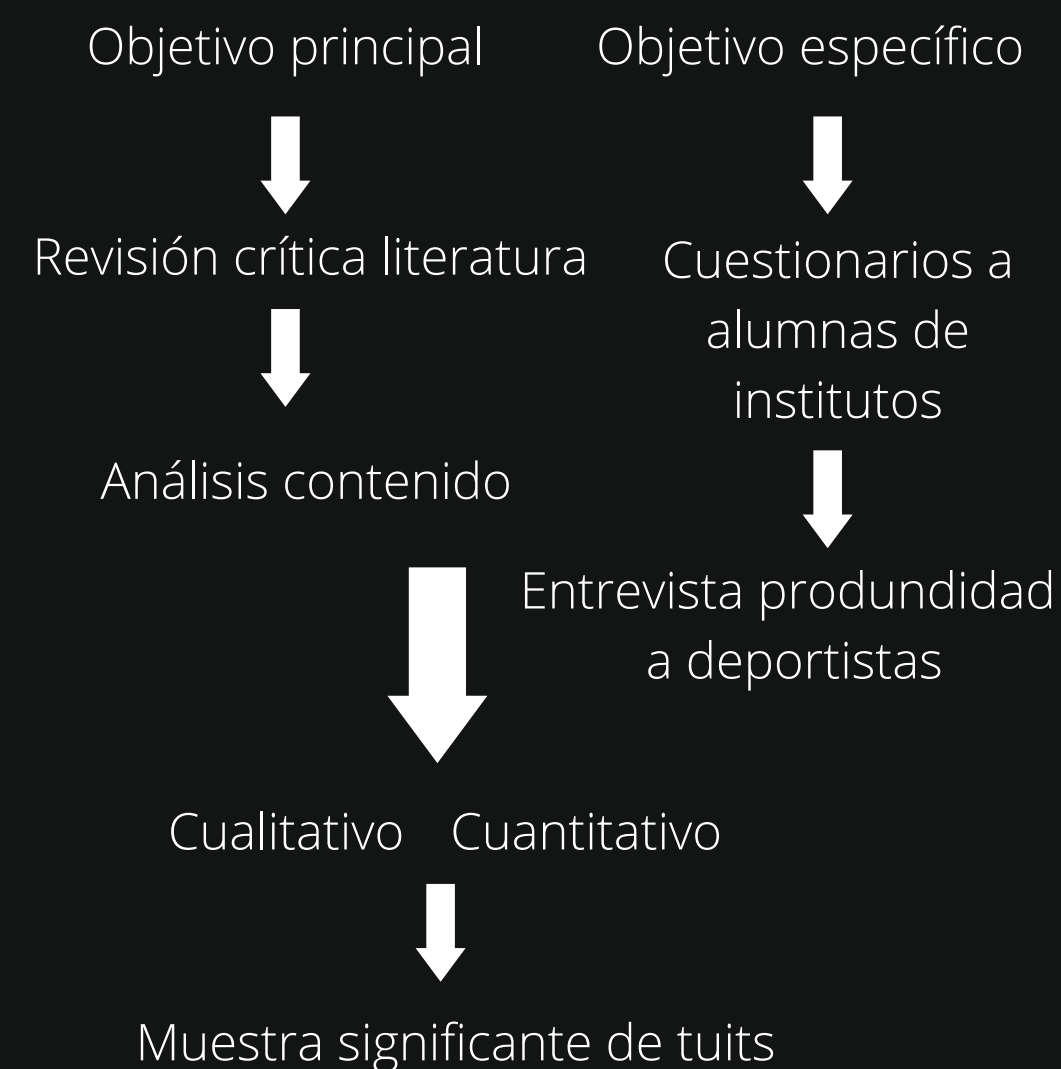 Objetivo principal
Revisión crítica literatura
Análisis contenido
Objetivo específico
Cuestionarios a
alumnas de
institutos
Entrevista produndidad
a deportistas
Cualitativo Cuantitativo
Muestra significante de tuits